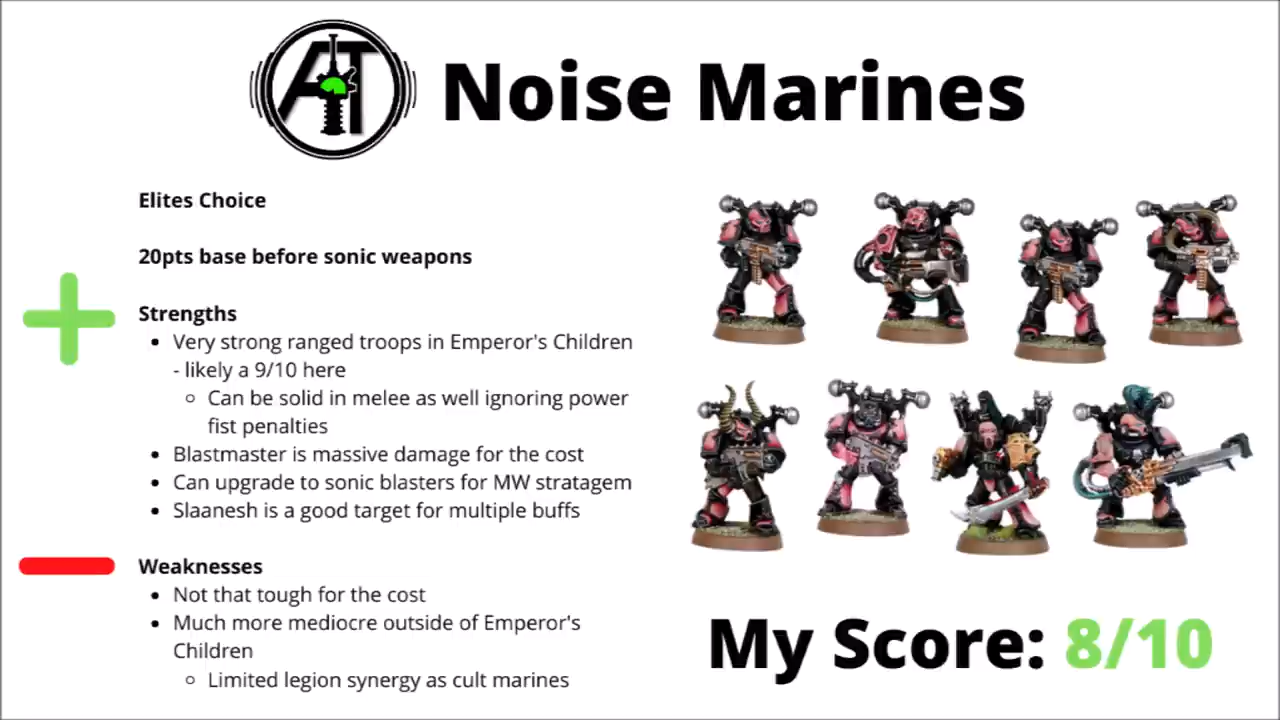 AT
Noise Marines
Elites Choice
20pts base before sonic weapons
Strengths
• Very strong ranged troops in Emperor's Children
- likely a 9/10 here
○ Can be solid in melee as well ignoring power
fist penalties
• Blastmaster is massive damage for the cost
• Can upgrade to sonic blasters for MW stratagem
• Slaanesh is a good target for multiple buffs
Weaknesses
• Not that tough for the cost
• Much more mediocre outside of Emperor's
Children
○ Limited legion synergy as cult marines
My Score: 8/10